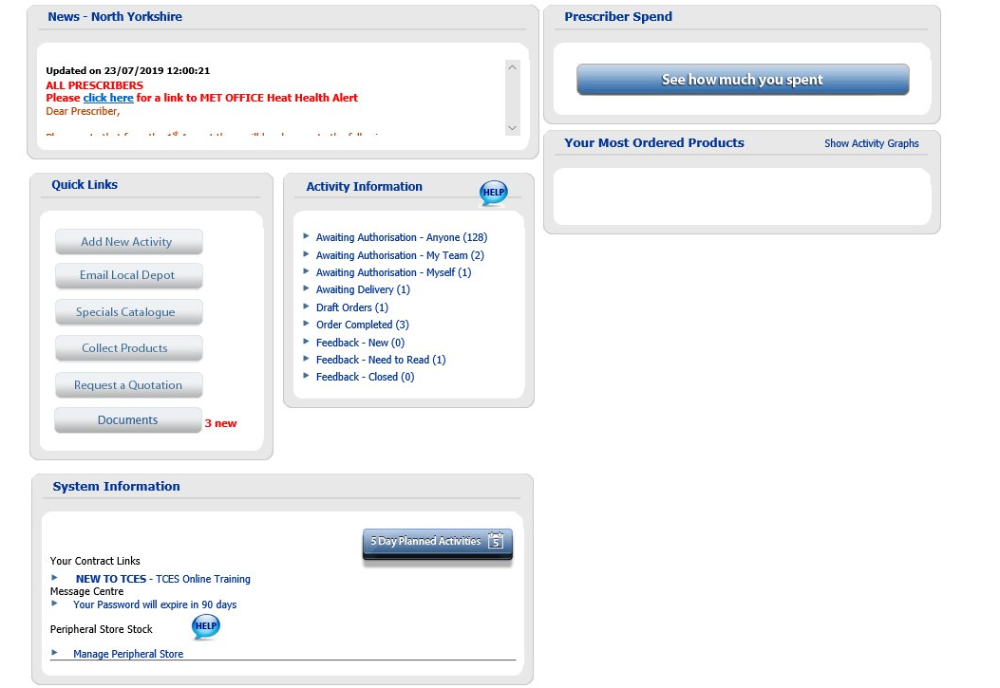 News - North Yorkshire
Updated on 23/07/2019 12:00:21
ALL PRESCRIBERS
Please click here for a link to MET OFFICE Heat Health Alert
Dear Prescriber,
Prescriber Spend
See how much you spent
Your Most Ordered Products
Show Activity Graphs
Quick Links
Add New Activity
Email Local Depot
Specials Catalogue
Collect Products
Request a Quotation
Documents 3 new
Activity Information
HELP
Awaiting Authorisation - Anyone (128)
Awaiting Authorisation - My Team (2)
Awaiting Authorisation - Myself (1)
Awaiting Delivery (1)
Draft Orders (1)
Order Completed (3)
Feedback - New (0)
Feedback - Need to Read (1)
Feedback - Closed (0)
System Information
5 Day Planned Activities 5
Your Contract Links
NEW TO TCES - TCES Online Training
Message Centre
Your Password will expire in 90 days
Peripheral Store Stock HELP
Manage Peripheral Store